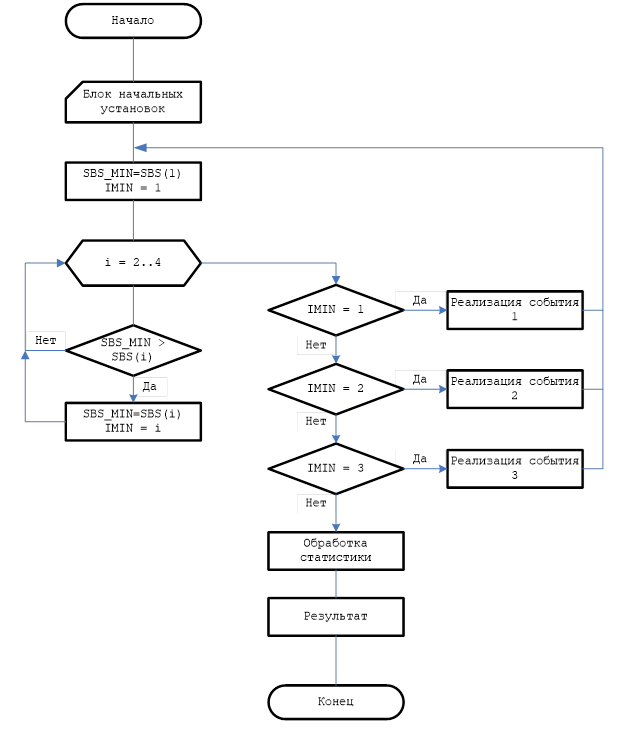 Начало
Блок начальных
установок
SBS_MIN=SBS(1)
IMIN = 1
i = 2..4
SBS_MIN >
SBS(i)
Нет
Да
SBS_MIN=SBS(i)
IMIN = i
IMIN = 1
Да
Реализация события
1
Нет
IMIN = 2
Да
Реализация события
2
Нет
IMIN = 3
Да
Реализация события
3
Нет
Обработка
статистики
Результат
Конец